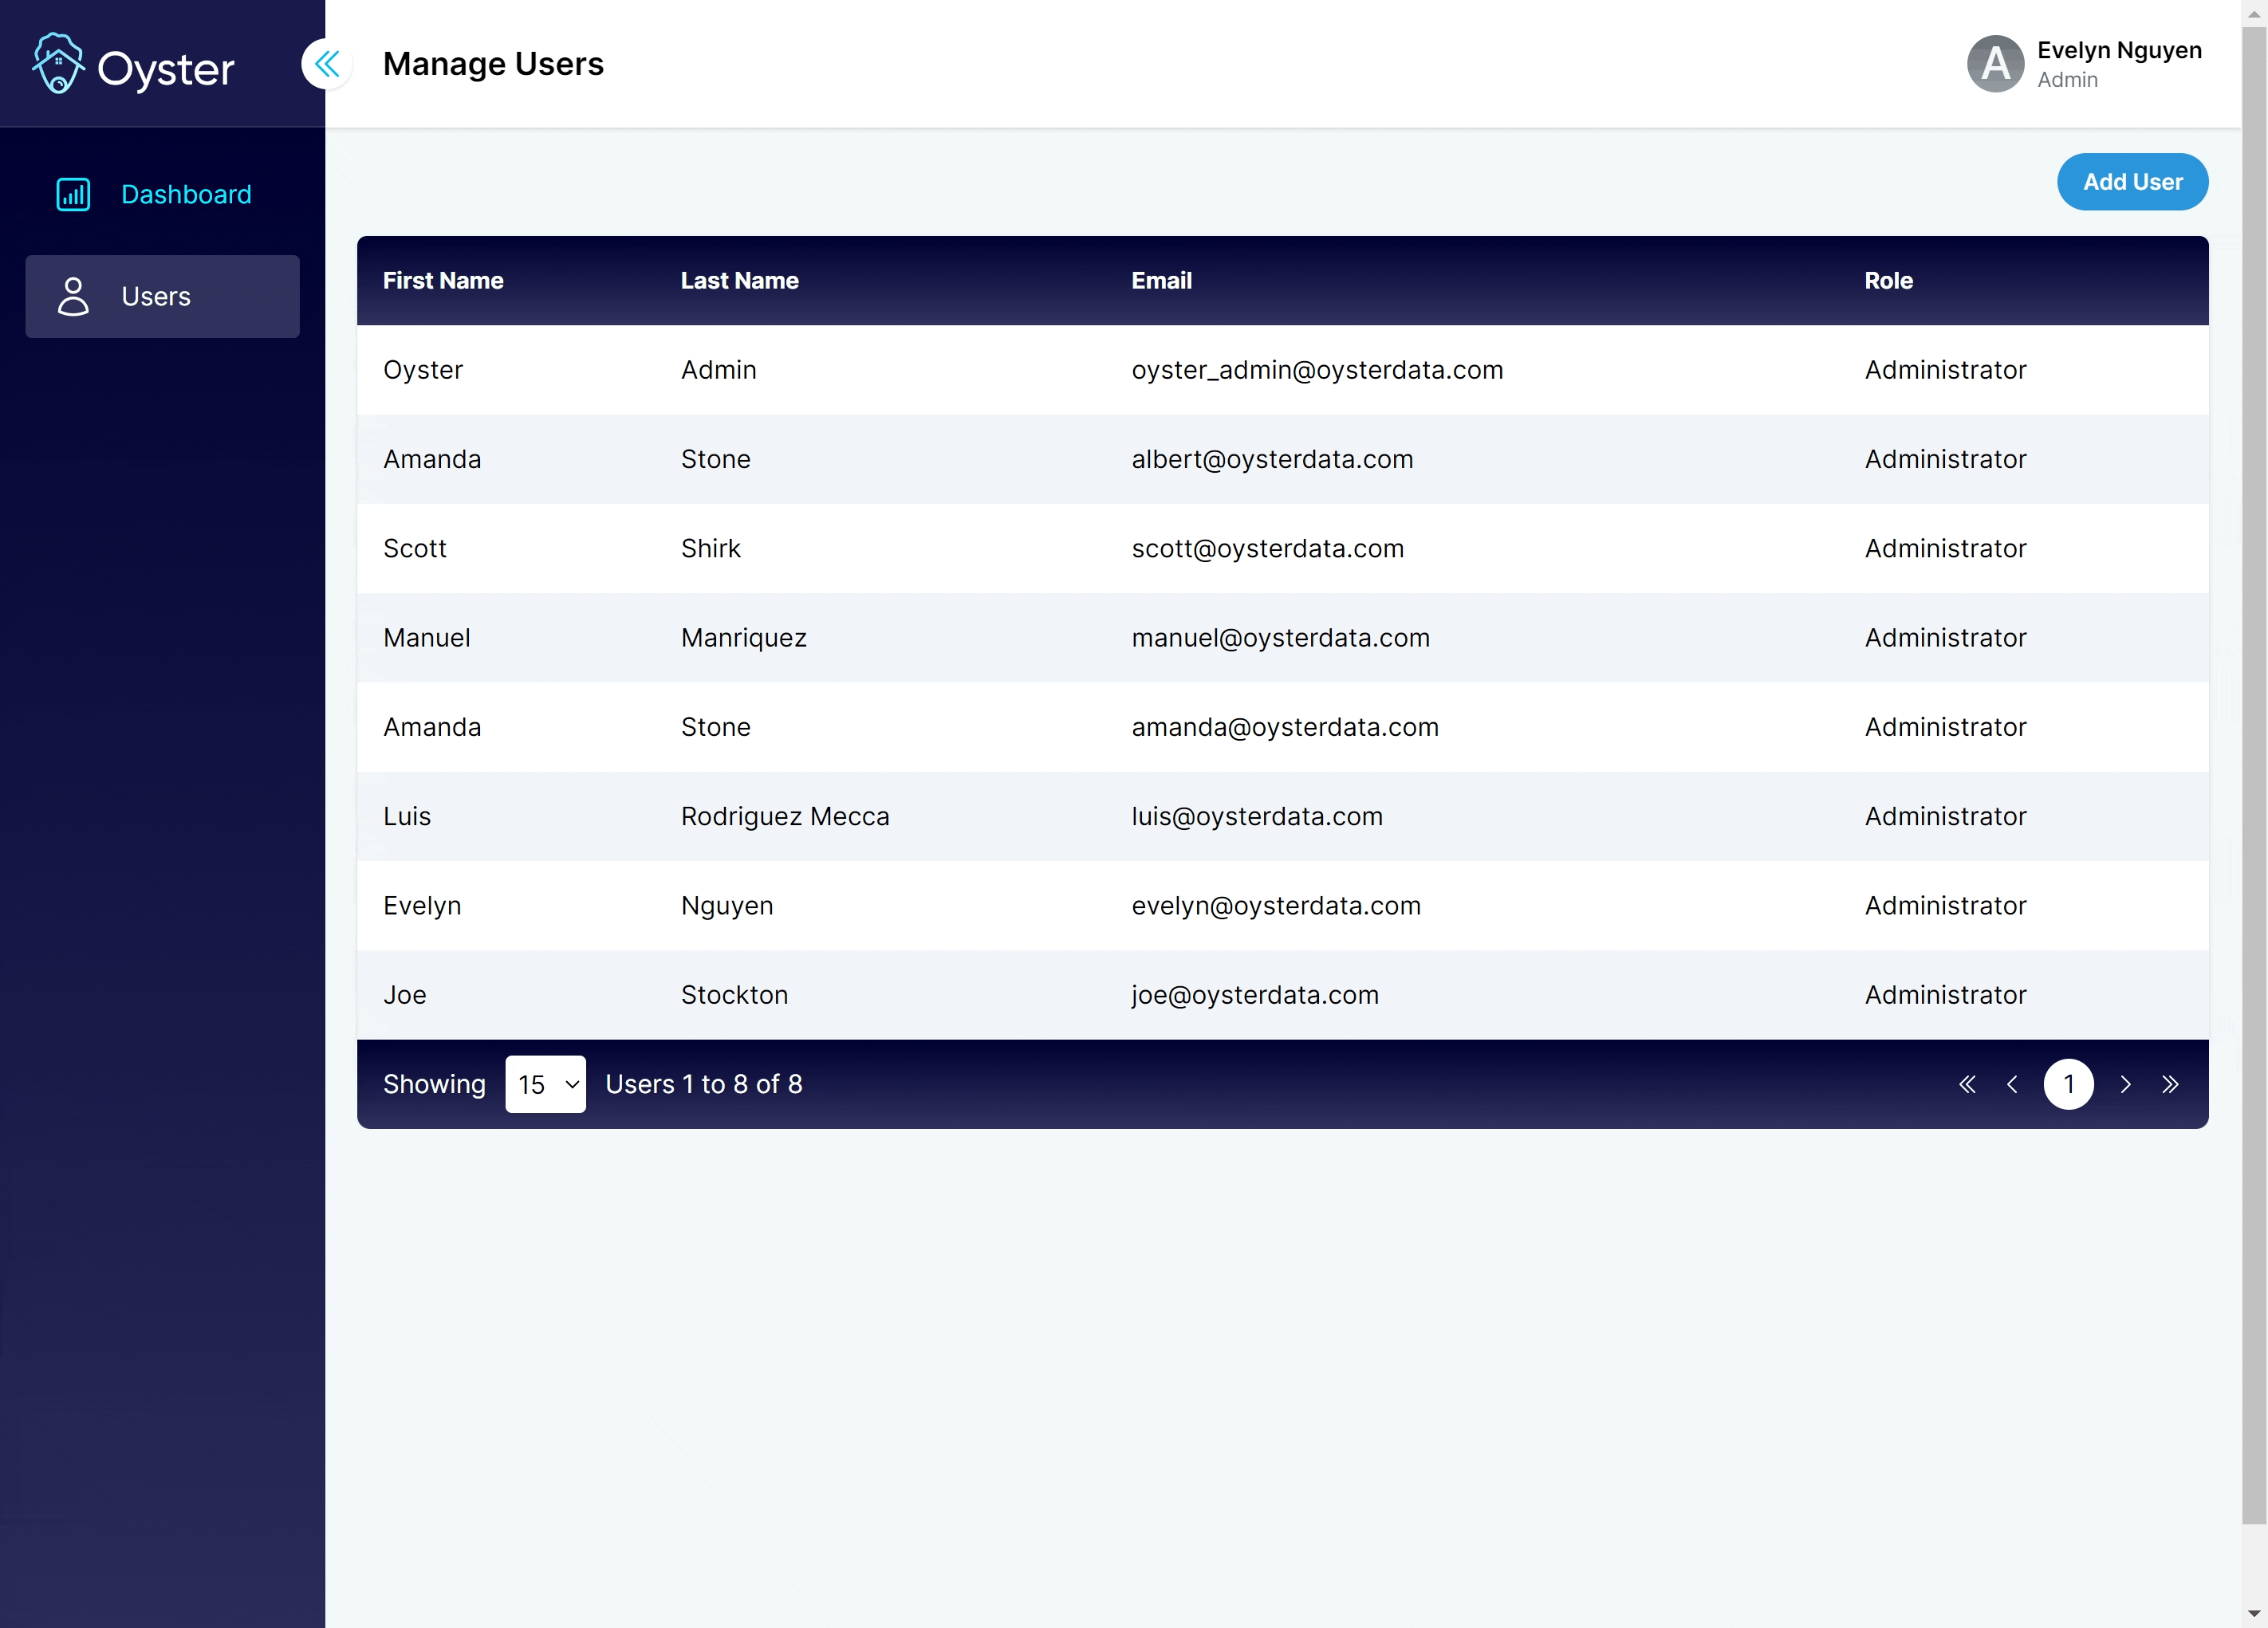 Oyster
Manage Users
A
Evelyn Nguyen
Admin
Dashboard
Users
Add User
First Name Last Name Email Role
Oyster Admin oyster_admin@oysterdata.com Administrator
Amanda Stone albert@oysterdata.com Administrator
Scott Shirk scott@oysterdata.com Administrator
Manuel Manriquez manuel@oysterdata.com Administrator
Amanda Stone amanda@oysterdata.com Administrator
Luis Rodriguez Mecca luis@oysterdata.com Administrator
Evelyn Nguyen evelyn@oysterdata.com Administrator
Joe Stockton joe@oysterdata.com Administrator
Showing 15 Users 1 to 8 of 8 1